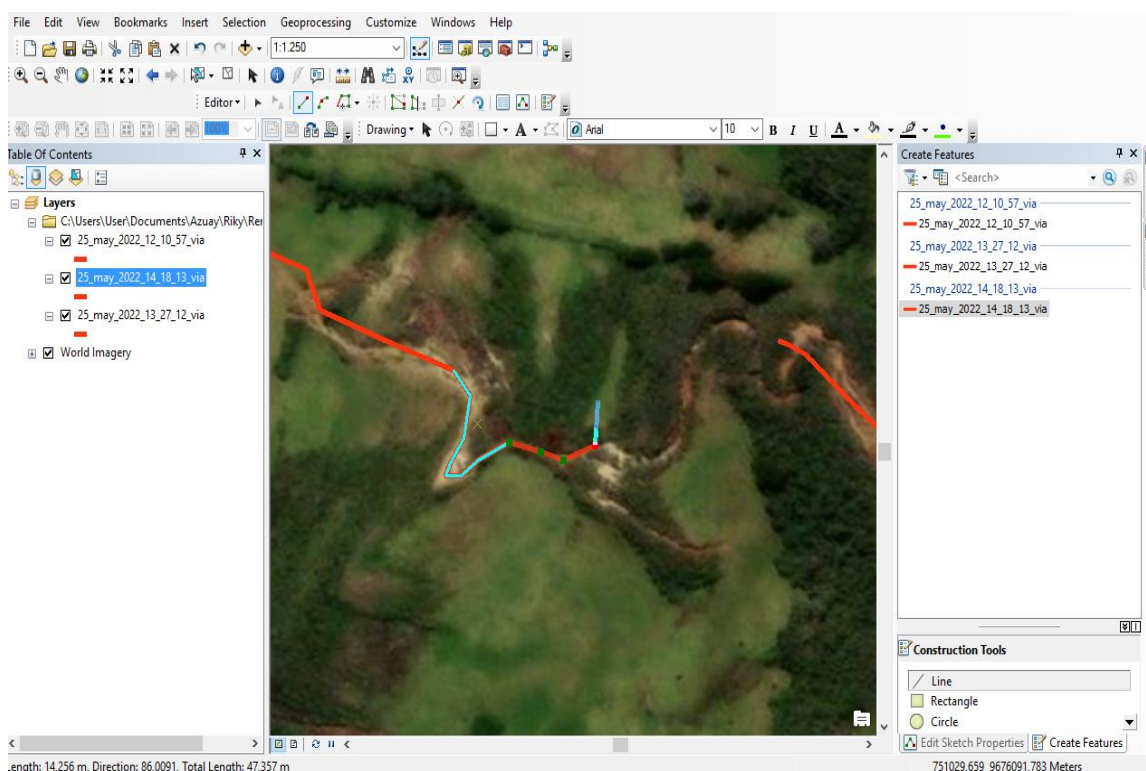 File Edit View Bookmarks Insert Selection Geoprocessing Customize Windows Help
1:1.250
Editor
100% Drawing A Arial 10 B I U A
Table Of Contents
Layers
C:\Users\User\Documents\Azuay\Riky\Rer
25_may_2022_12_10_57_via
25_may_2022_14_18_13_via
25_may_2022_13_27_12_via
World Imagery
Create Features
<Search>
25_may_2022_12_10_57_via
25_may_2022_12_10_57_via
25_may_2022_13_27_12_via
25_may_2022_13_27_12_via
25_may_2022_14_18_13_via
25_may_2022_14_18_13_via
Construction Tools
Line
Rectangle
Circle
Edit Sketch Properties Create Features
ength: 14.256 m, Direction: 86.0091, Total Length: 47.357 m
751029,659 9676091,783 Meters